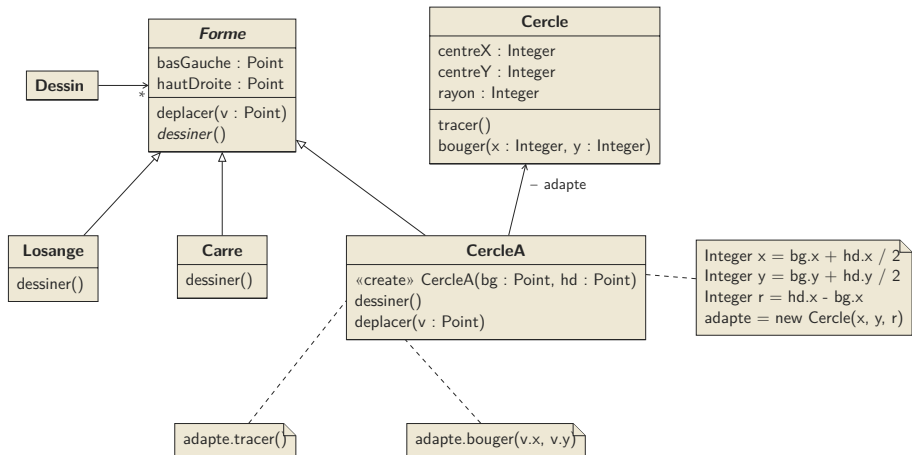 Forme
basGauche : Point
hautDroite : Point
deplacer(v : Point)
dessiner()
Cercle
centreX : Integer
centreY : Integer
rayon : Integer
tracer()
bouger(x : Integer, y : Integer)
Dessin
*
– adapte
Losange
dessiner()
Carre
dessiner()
CercleA
«create» CercleA(bg : Point, hd : Point)
dessiner()
deplacer(v : Point)
Integer x = bg.x + hd.x / 2
Integer y = bg.y + hd.y / 2
Integer r = hd.x - bg.x
adapte = new Cercle(x, y, r)
adapte.tracer()
adapte.bouger(v.x, v.y)